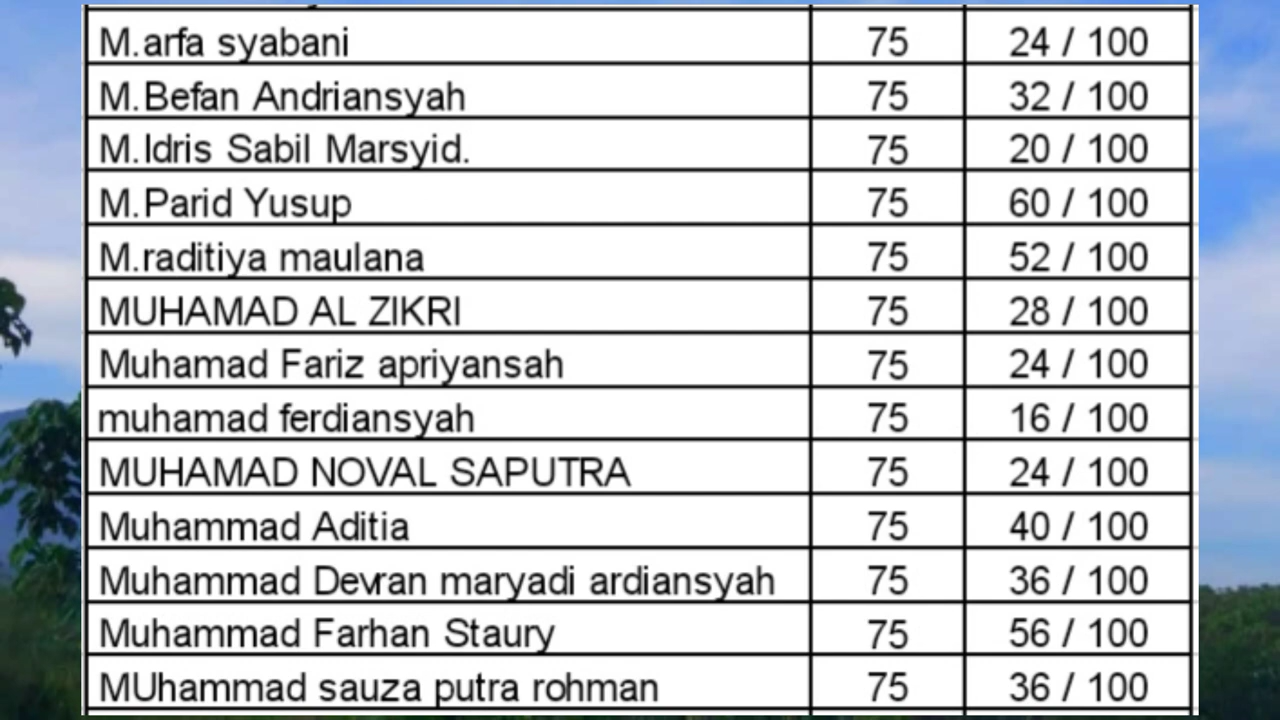 M.arfa syabani 75 24 / 100
M.Befan Andriansyah 75 32 / 100
M.Idris Sabil Marsyid. 75 20 / 100
M.Parid Yusup 75 60 / 100
M.raditiya maulana 75 52 / 100
MUHAMAD AL ZIKRI 75 28 / 100
Muhamad Fariz apriyansah 75 24 / 100
muhamad ferdiansyah 75 16 / 100
MUHAMAD NOVAL SAPUTRA 75 24 / 100
Muhammad Aditia 75 40 / 100
Muhammad Devran maryadi ardiansyah 75 36 / 100
Muhammad Farhan Staury 75 56 / 100
MUhammad sauza putra rohman 75 36 / 100